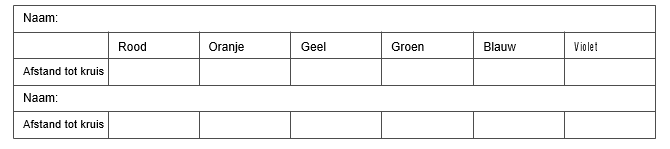 Naam:
Rood Oranje Geel Groen Blauw Violet
Afstand tot kruis
Naam:
Afstand tot kruis